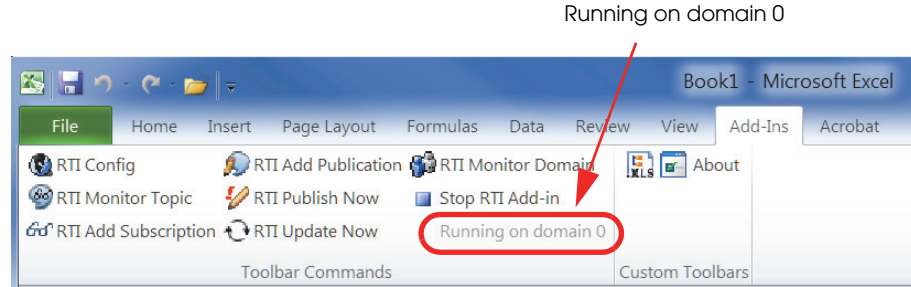 Running on domain 0
Book1 - Microsoft Excel
File Home Insert Page Layout Formulas Data Review View Add-Ins Acrobat
RTI Config RTI Add Publication RTI Monitor Domain XLS About
RTI Monitor Topic RTI Publish Now Stop RTI Add-in
RTI Add Subscription RTI Update Now Running on domain 0
Toolbar Commands Custom Toolbars